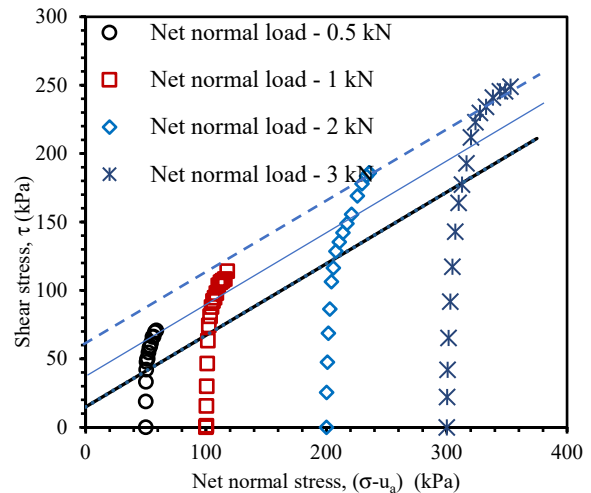 300
250
200
150
100
50
0
Shear stress, τ (kPa)
Net normal load - 0.5 kN
Net normal load - 1 kN
Net normal load - 2 kN
Net normal load - 3 kN
0 100 200 300 400
Net normal stress, (σ-uₐ) (kPa)